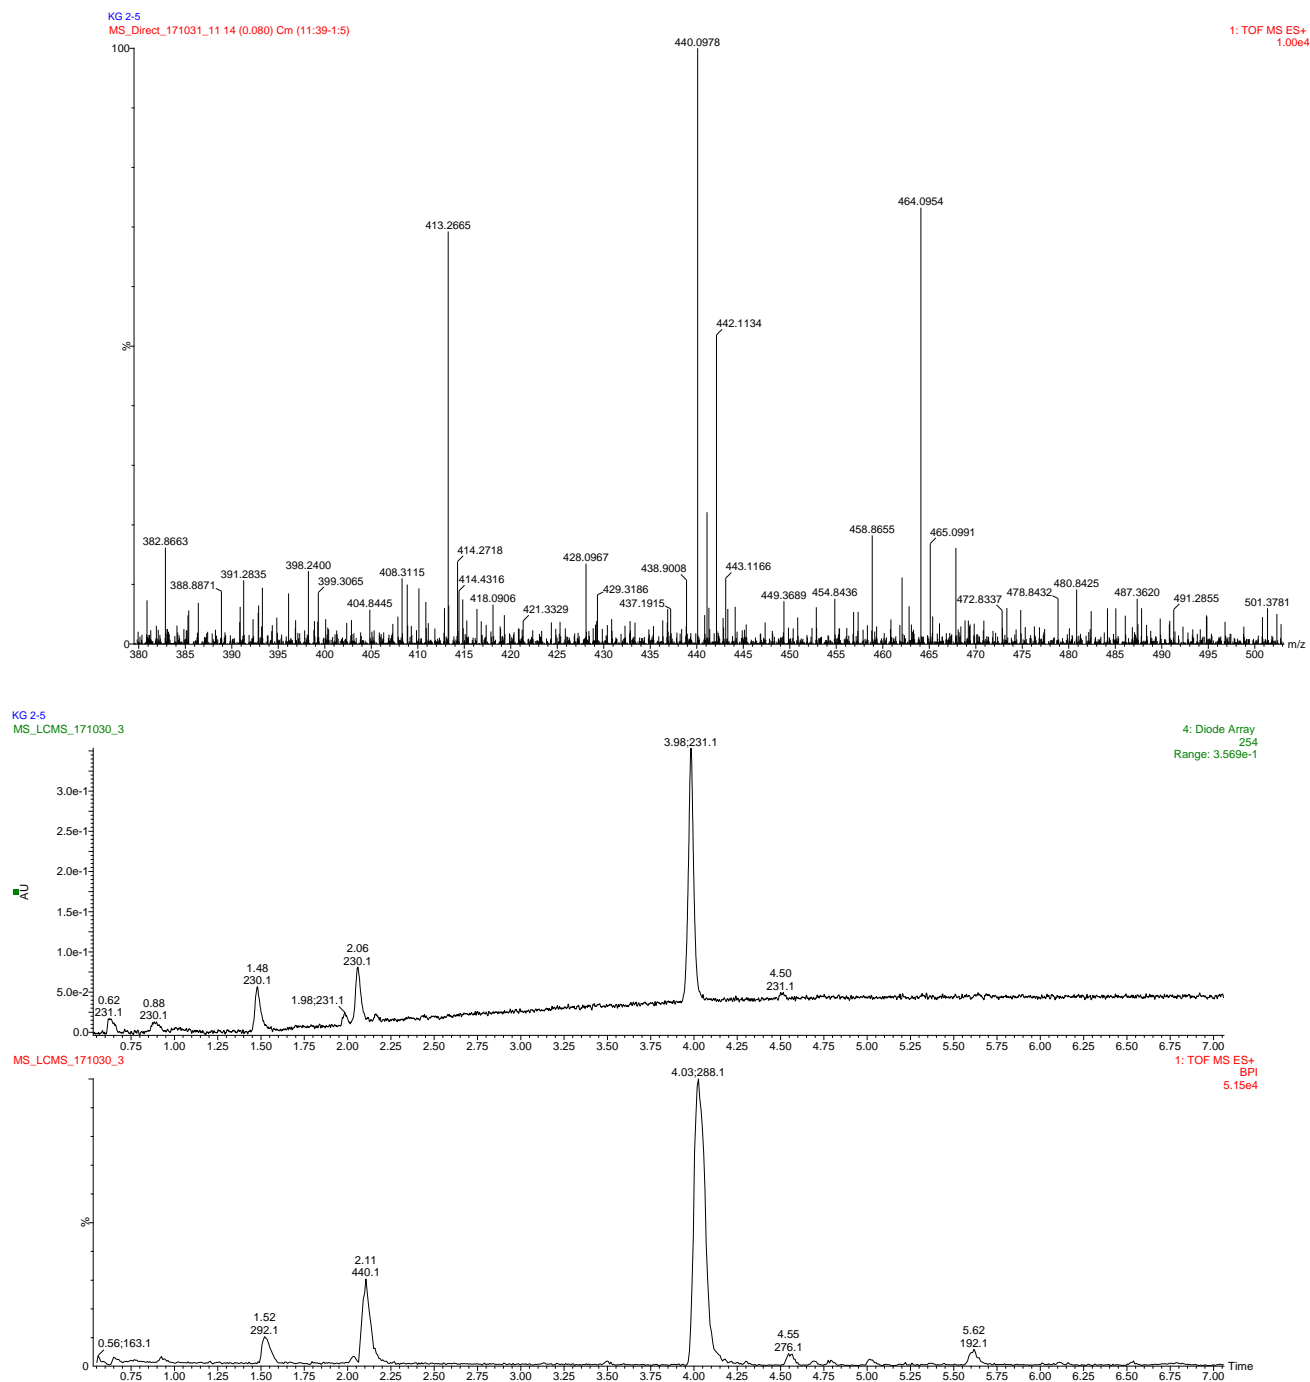 KG 2-5
MS_Direct_171031_11 14 (0.080) Cm (11:39-1:5)
1: TOF MS ES+
1.00e4
100
%
0
440.0978
464.0954
413.2665
442.1134
382.8663
388.8871
391.2835
398.2400
399.3065
404.8445
408.3115
414.2718
414.4316
418.0906
421.3329
428.0967
429.3186
437.1915
438.9008
443.1166
449.3689
454.8436
458.8655
465.0991
472.8337
478.8432
480.8425
487.3620
491.2855
501.3781
380 385 390 395 400 405 410 415 420 425 430 435 440 445 450 455 460 465 470 475 480 485 490 495 500 m/z
KG 2-5
MS_LCMS_171030_3
4: Diode Array
254
Range: 3.569e-1
AU
3.0e-1
2.5e-1
2.0e-1
1.5e-1
1.0e-1
5.0e-2
0.0
0.62
231.1
0.88
230.1
1.48
230.1
1.98;231.1
2.06
230.1
3.98;231.1
4.50
231.1
0.75 1.00 1.25 1.50 1.75 2.00 2.25 2.50 2.75 3.00 3.25 3.50 3.75 4.00 4.25 4.50 4.75 5.00 5.25 5.50 5.75 6.00 6.25 6.50 6.75 7.00
MS_LCMS_171030_3
1: TOF MS ES+
BPI
5.15e4
%
0
0.56;163.1
1.52
292.1
2.11
440.1
4.03;288.1
4.55
276.1
5.62
192.1
Time
0.75 1.00 1.25 1.50 1.75 2.00 2.25 2.50 2.75 3.00 3.25 3.50 3.75 4.00 4.25 4.50 4.75 5.00 5.25 5.50 5.75 6.00 6.25 6.50 6.75 7.00